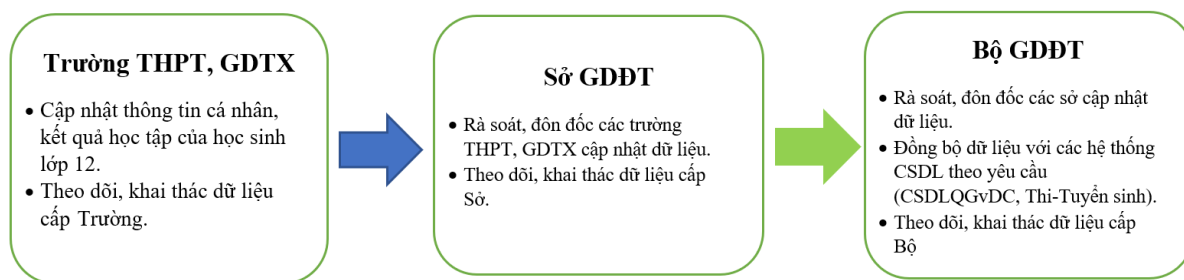 Trường THPT, GDTX
• Cập nhật thông tin cá nhân,
kết quả học tập của học sinh
lớp 12.
• Theo dõi, khai thác dữ liệu
cấp Trường.
Sở GDĐT
• Rà soát, đôn đốc các trường
THPT, GDTX cập nhật dữ liệu.
• Theo dõi, khai thác dữ liệu cấp
Sở.
Bộ GDĐT
• Rà soát, đôn đốc các sở cập nhật
dữ liệu.
• Đồng bộ dữ liệu với các hệ thống
CSDL theo yêu cầu
(CSDLQGvDC, Thi-Tuyển sinh).
• Theo dõi, khai thác dữ liệu cấp
Bộ